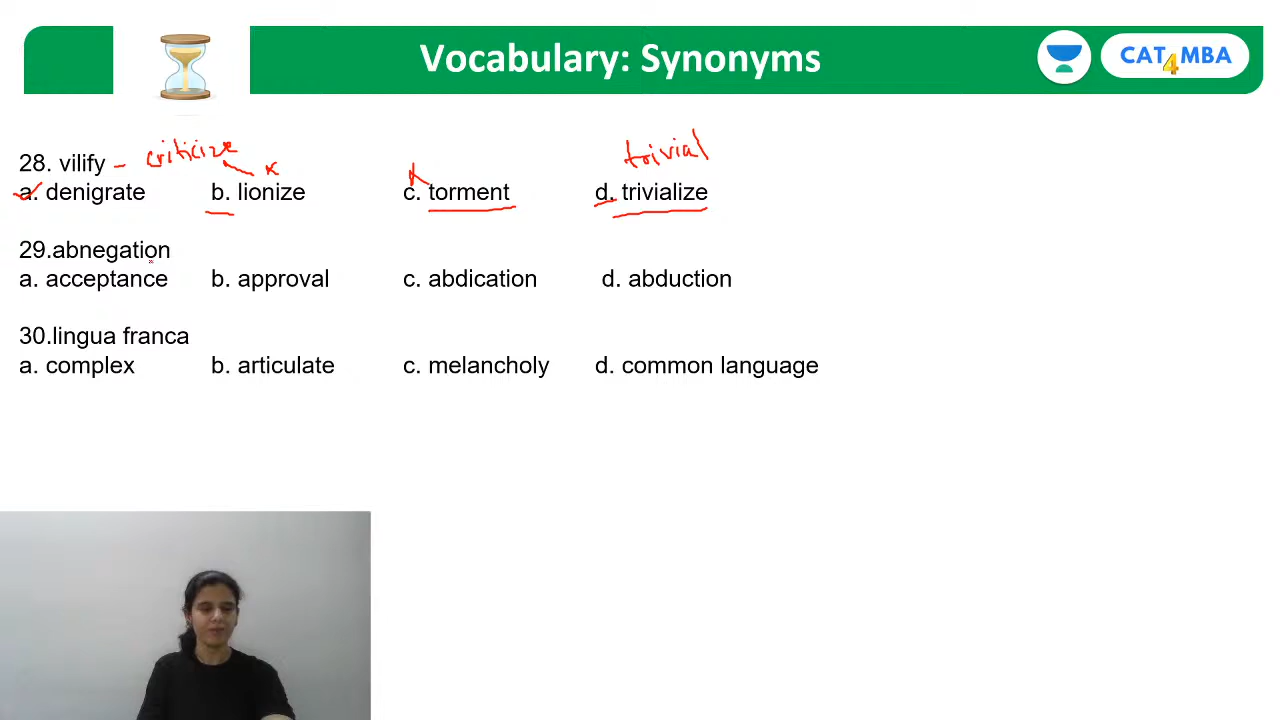 Vocabulary: Synonyms
CAT4MBA
28. vilify - criticize
trivial
a. denigrate b. lionize c. torment d. trivialize
29.abnegation
a. acceptance b. approval c. abdication d. abduction
30.lingua franca
a. complex b. articulate c. melancholy d. common language